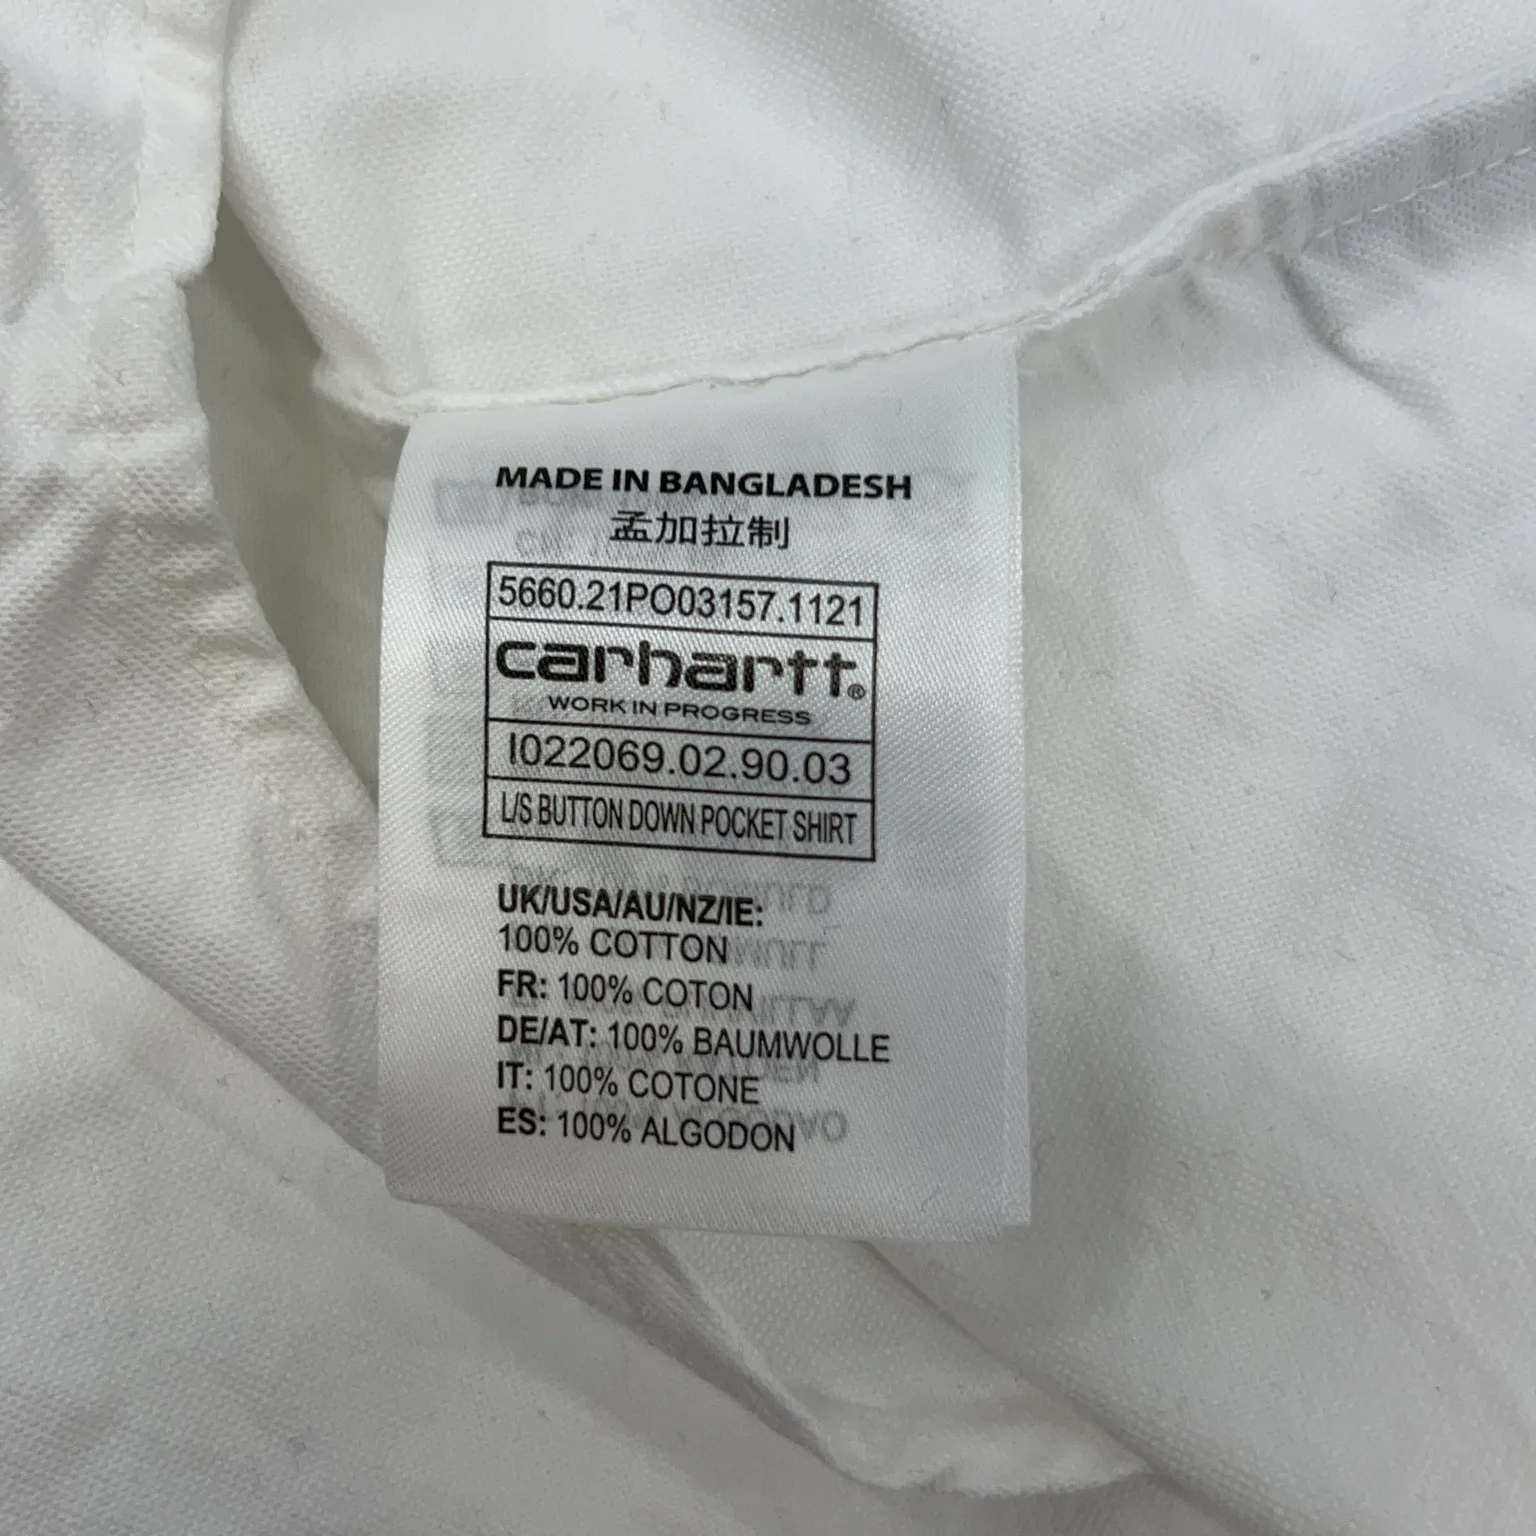 MADE IN BANGLADESH
孟加拉制
5660.21PO03157.1121
carhartt®
WORK IN PROGRESS
I022069.02.90.03
L/S BUTTON DOWN POCKET SHIRT
UK/USA/AU/NZ/IE:
100% COTTON
FR: 100% COTON
DE/AT: 100% BAUMWOLLE
IT: 100% COTONE
ES: 100% ALGODON